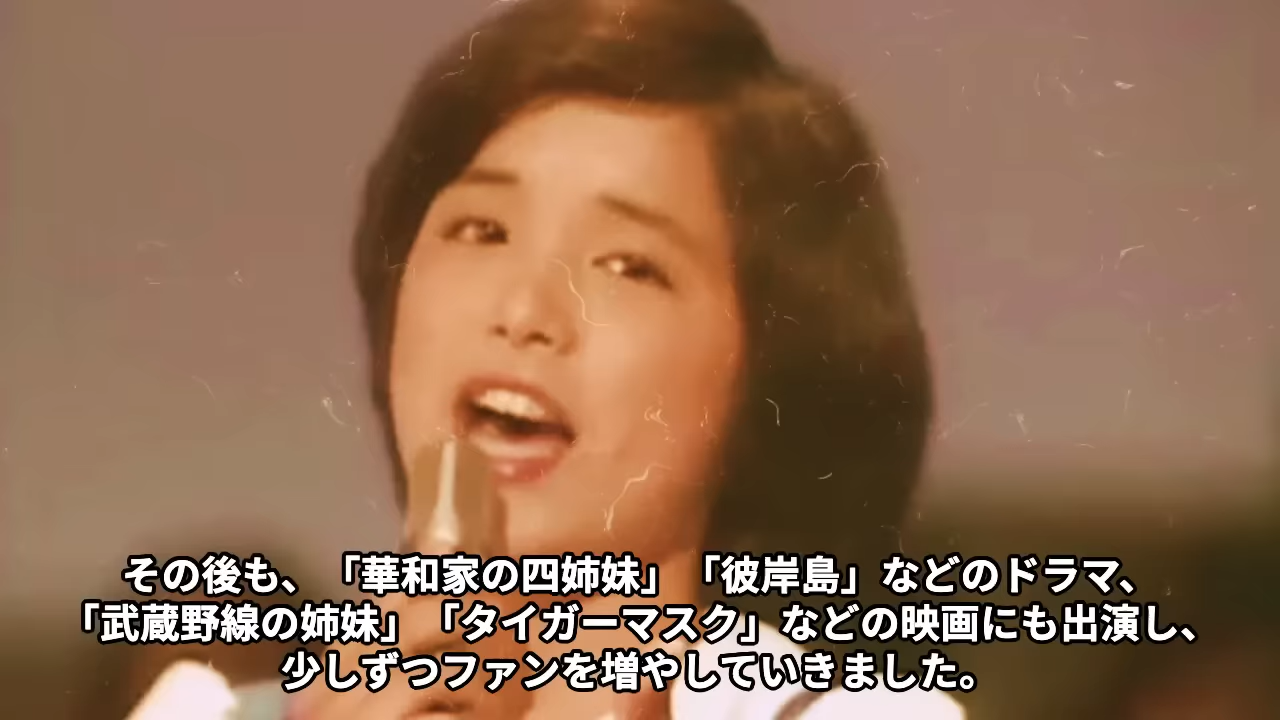 その後も、「華和家の四姉妹」「彼岸島」などのドラマ、
「武蔵野線の姉妹」「タイガーマスク」などの映画にも出演し、
少しずつファンを増やしていきました。